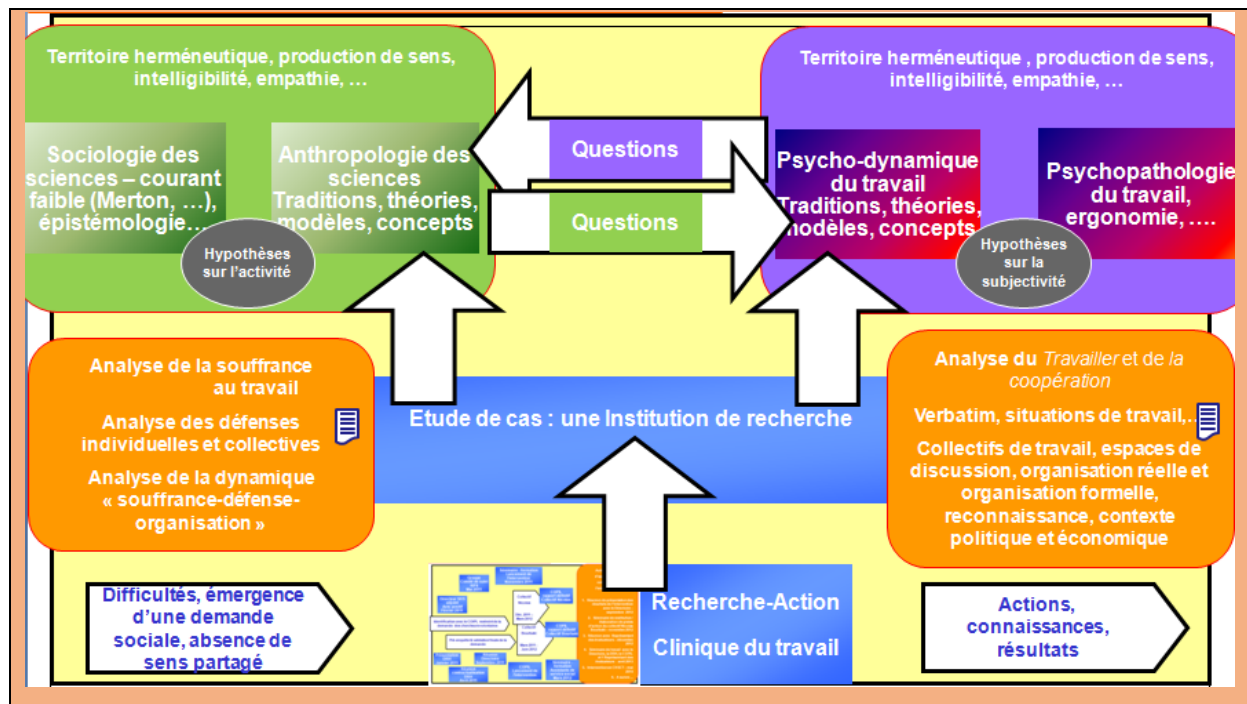 Territoire herméneutique, production de sens,
intelligibilité, empathie, …
Territoire herméneutique , production de sens,
intelligibilité, empathie, …
Sociologie des
sciences – courant
faible (Merton, …),
épistémologie…
Anthropologie des
sciences
Traditions, théories,
modèles, concepts
Hypothèses
sur l’activité
Questions
Questions
Psycho-dynamique
du travail
Traditions, théories,
modèles, concepts
Psychopathologie
du travail,
ergonomie, ….
Hypothèses
sur la
subjectivité
Analyse de la souffrance
au travail
Analyse des défenses
individuelles et collectives
Analyse de la dynamique
« souffrance-défense-
organisation »
Etude de cas : une Institution de recherche
Analyse du Travailler et de la
coopération
Verbatim, situations de travail,..
Collectifs de travail, espaces de
discussion, organisation réelle et
organisation formelle,
reconnaissance, contexte
politique et économique
Difficultés, émergence
d’une demande
sociale, absence de
sens partagé
Recherche-Action
Clinique du travail
Actions,
connaissances,
résultats